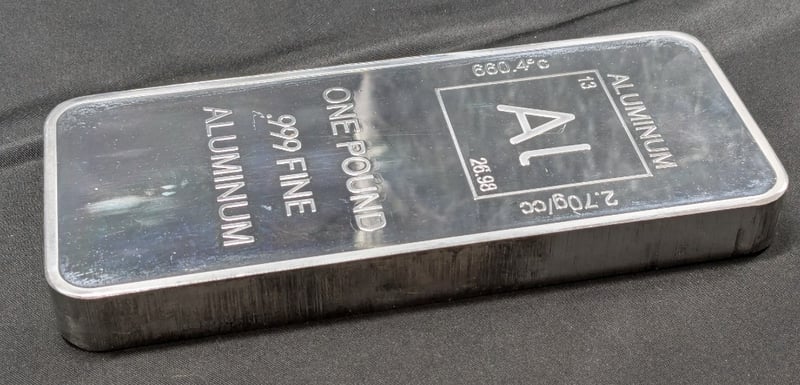 ALUMINUM
13
660.4°C
Al
2.70g/cc
26.98
ONE POUND
.999 FINE
ALUMINUM